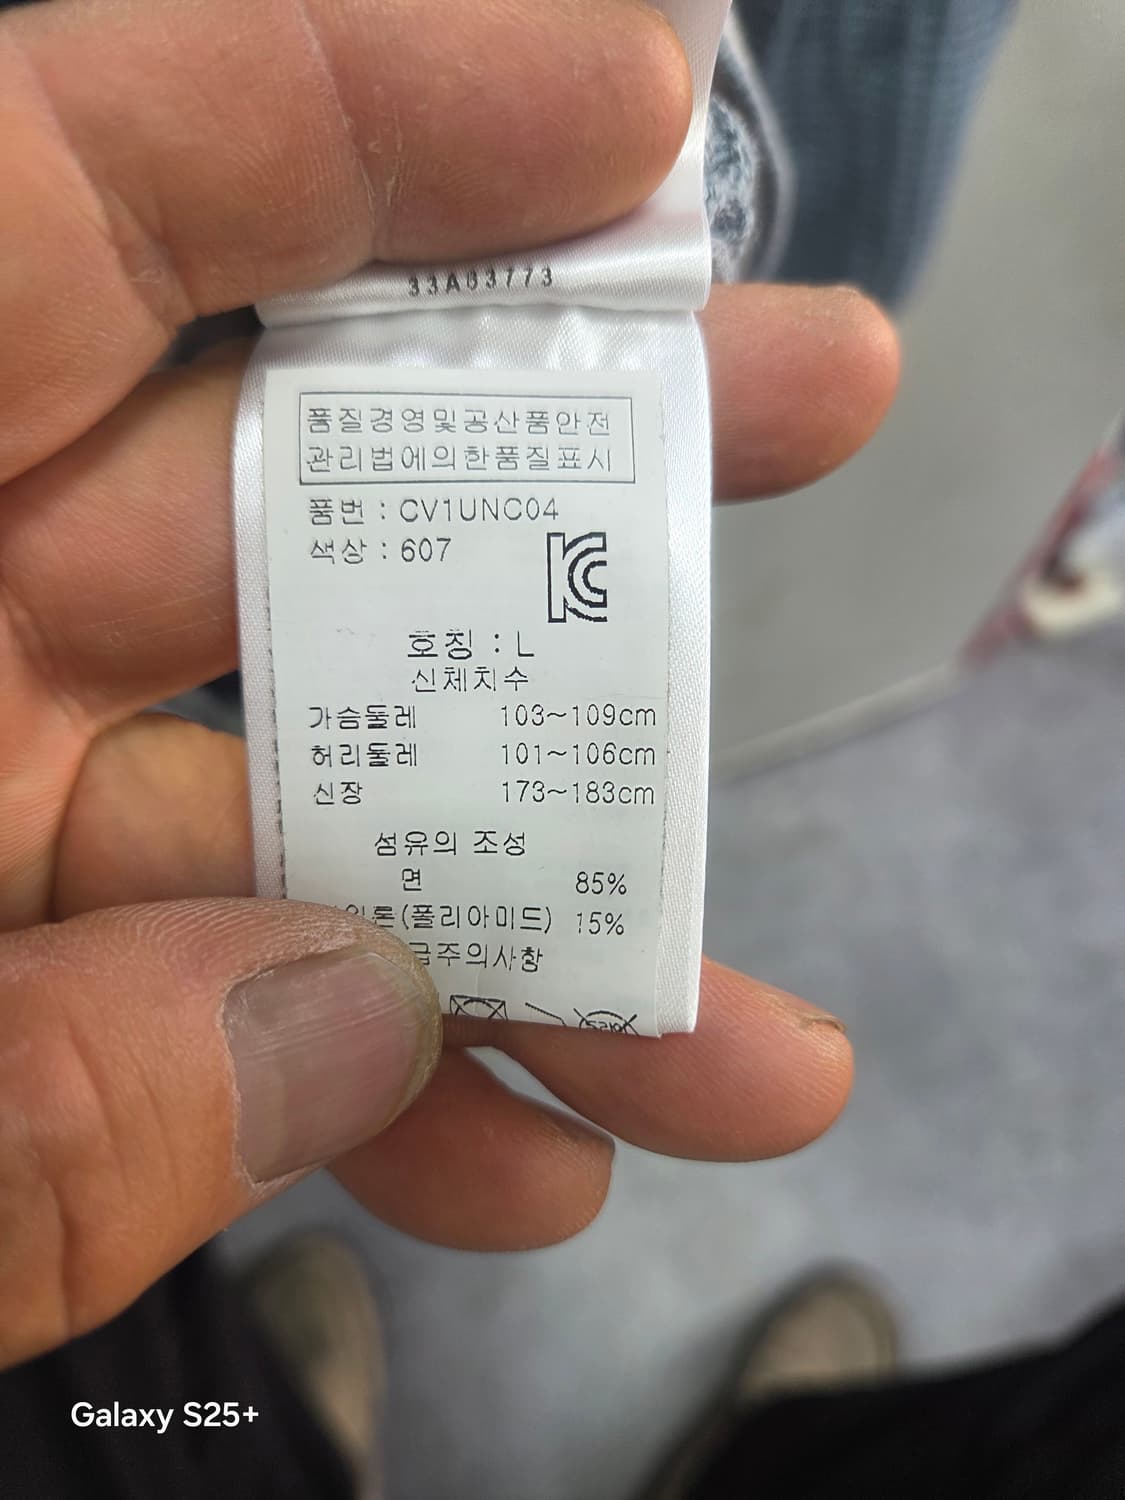 33A03773
품질경영및공산품안전
관리법에의한품질표시
품번 : CV1UNC04
색상 : 607
KC
호칭 : L
신체치수
가슴둘레 103~109cm
허리둘레 101~106cm
신장 173~183cm
섬유의 조성
면 85%
(폴리아미드) 15%
급주의사항
Galaxy S25+